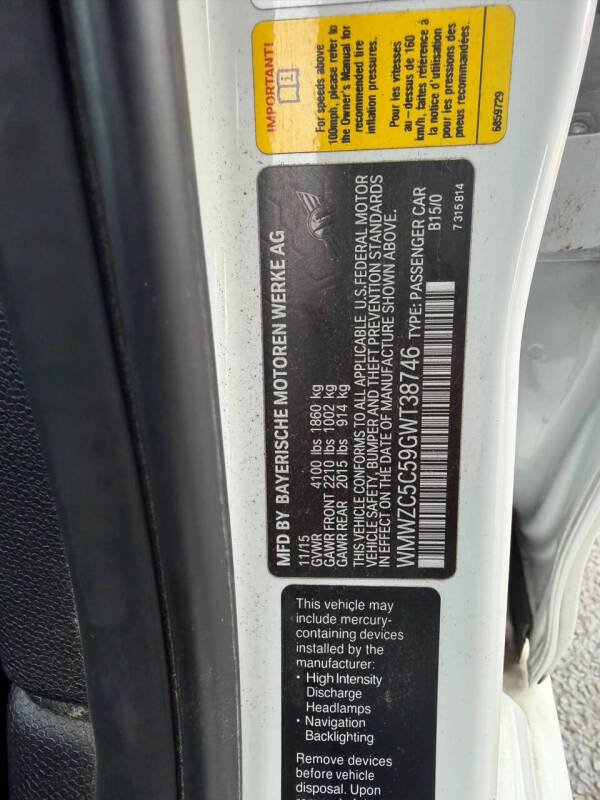 IMPORTANT!
For speeds above
100mph, please refer to
the Owner's Manual for
recommended tire
inflation pressures.
Pour les vitesses
au – dessus de 160
km/h, faites référence à
la notice d'utilisation
pour les pressions des
pneus recommandées.
6859729
MFD BY BAYERISCHE MOTOREN WERKE AG
11/15
GVWR 4100 lbs 1860 kg
GAWR FRONT 2210 lbs 1002 kg
GAWR REAR 2015 lbs 914 kg
THIS VEHICLE CONFORMS TO ALL APPLICABLE U.S.FEDERAL MOTOR
VEHICLE SAFETY, BUMPER AND THEFT PREVENTION STANDARDS
IN EFFECT ON THE DATE OF MANUFACTURE SHOWN ABOVE.
WMWZC5C59GWT38746 TYPE: PASSENGER CAR
B15/0
7 315 814
This vehicle may
include mercury-
containing devices
installed by the
manufacturer:
• High Intensity
Discharge
Headlamps
• Navigation
Backlighting
Remove devices
before vehicle
disposal. Upon